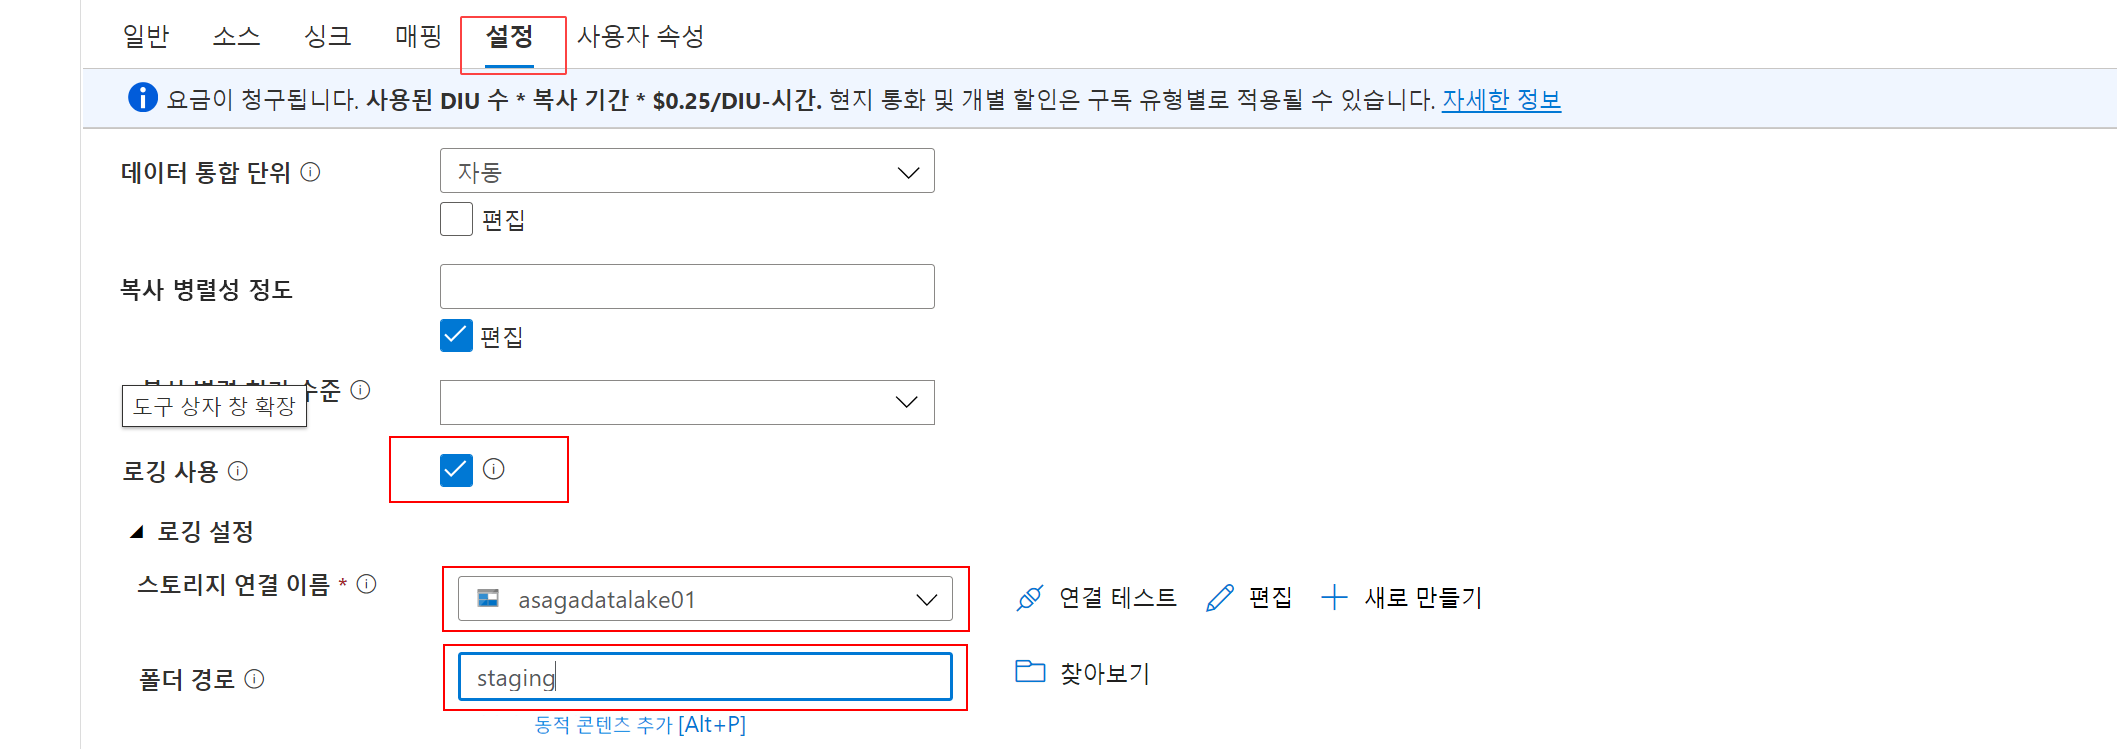 일반 소스 싱크 매핑 설정 사용자 속성
요금이 청구됩니다. 사용된 DIU 수 * 복사 기간 * $0.25/DIU-시간. 현지 통화 및 개별 할인은 구독 유형별로 적용될 수 있습니다. 자세한 정보
데이터 통합 단위 자동
편집
복사 병렬성 정도
편집
수준
도구 상자 창 확장
로깅 사용
로깅 설정
스토리지 연결 이름 * asagadatalake01 연결 테스트 편집 새로 만들기
폴더 경로 staging 찾아보기
동적 콘텐츠 추가 [Alt+P]